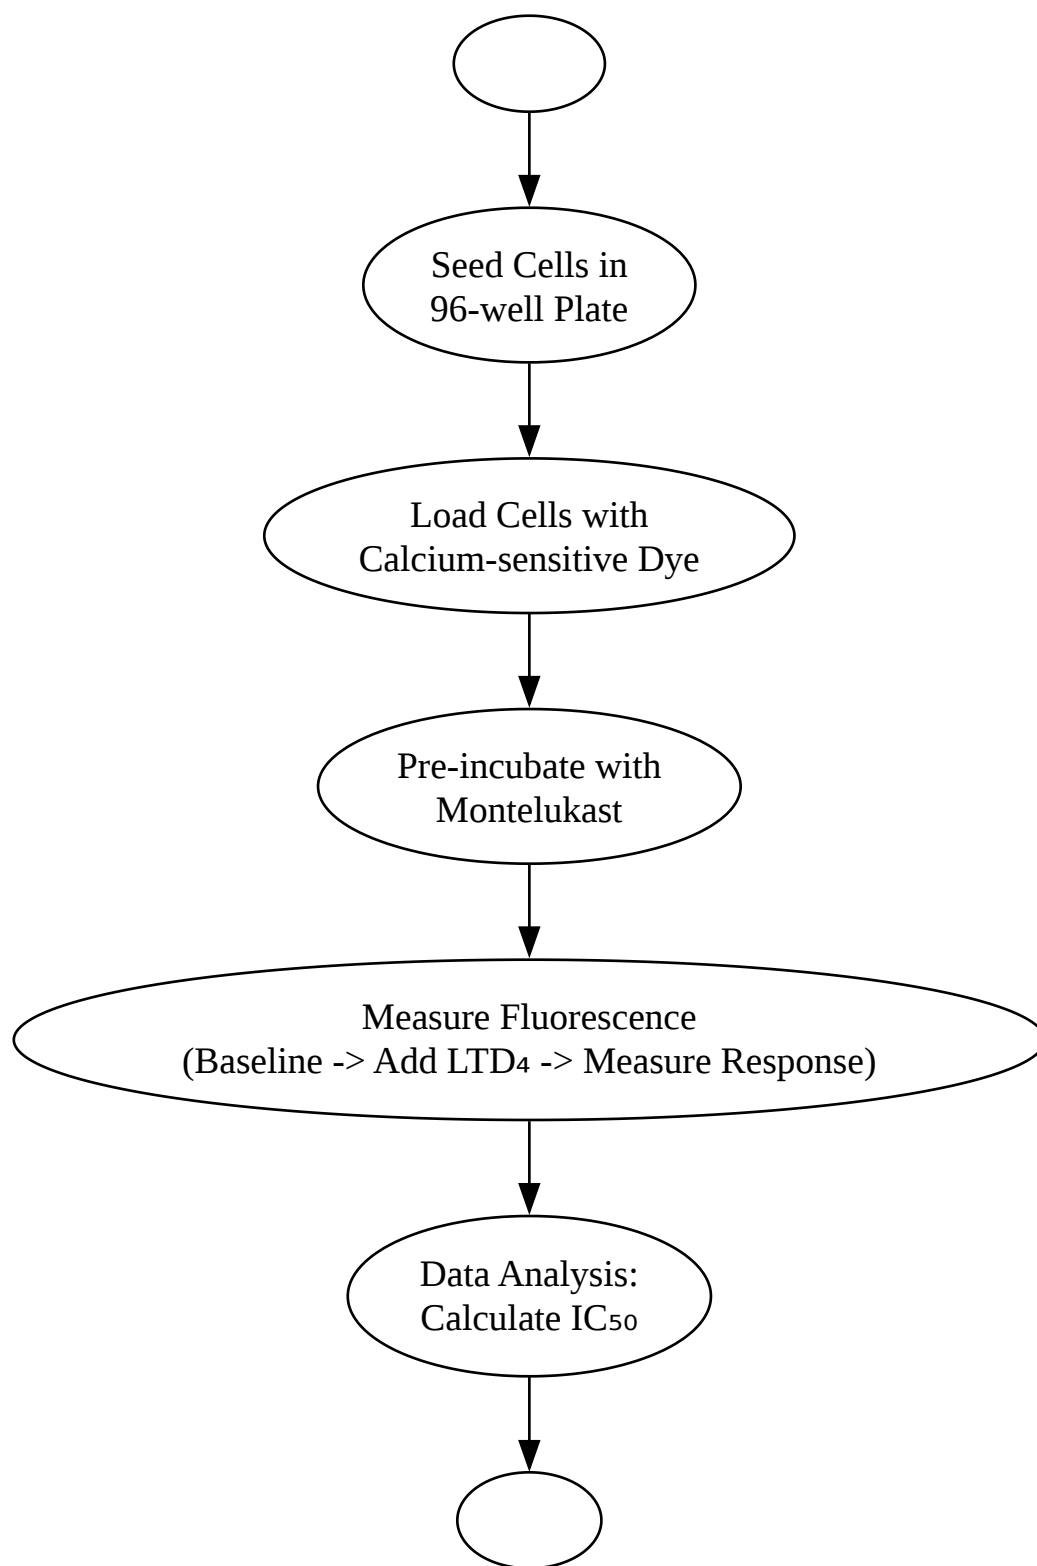 Seed Cells in
96-well Plate
Load Cells with
Calcium-sensitive Dye
Pre-incubate with
Montelukast
Measure Fluorescence
(Baseline -> Add LTD₄ -> Measure Response)
Data Analysis:
Calculate IC₅₀